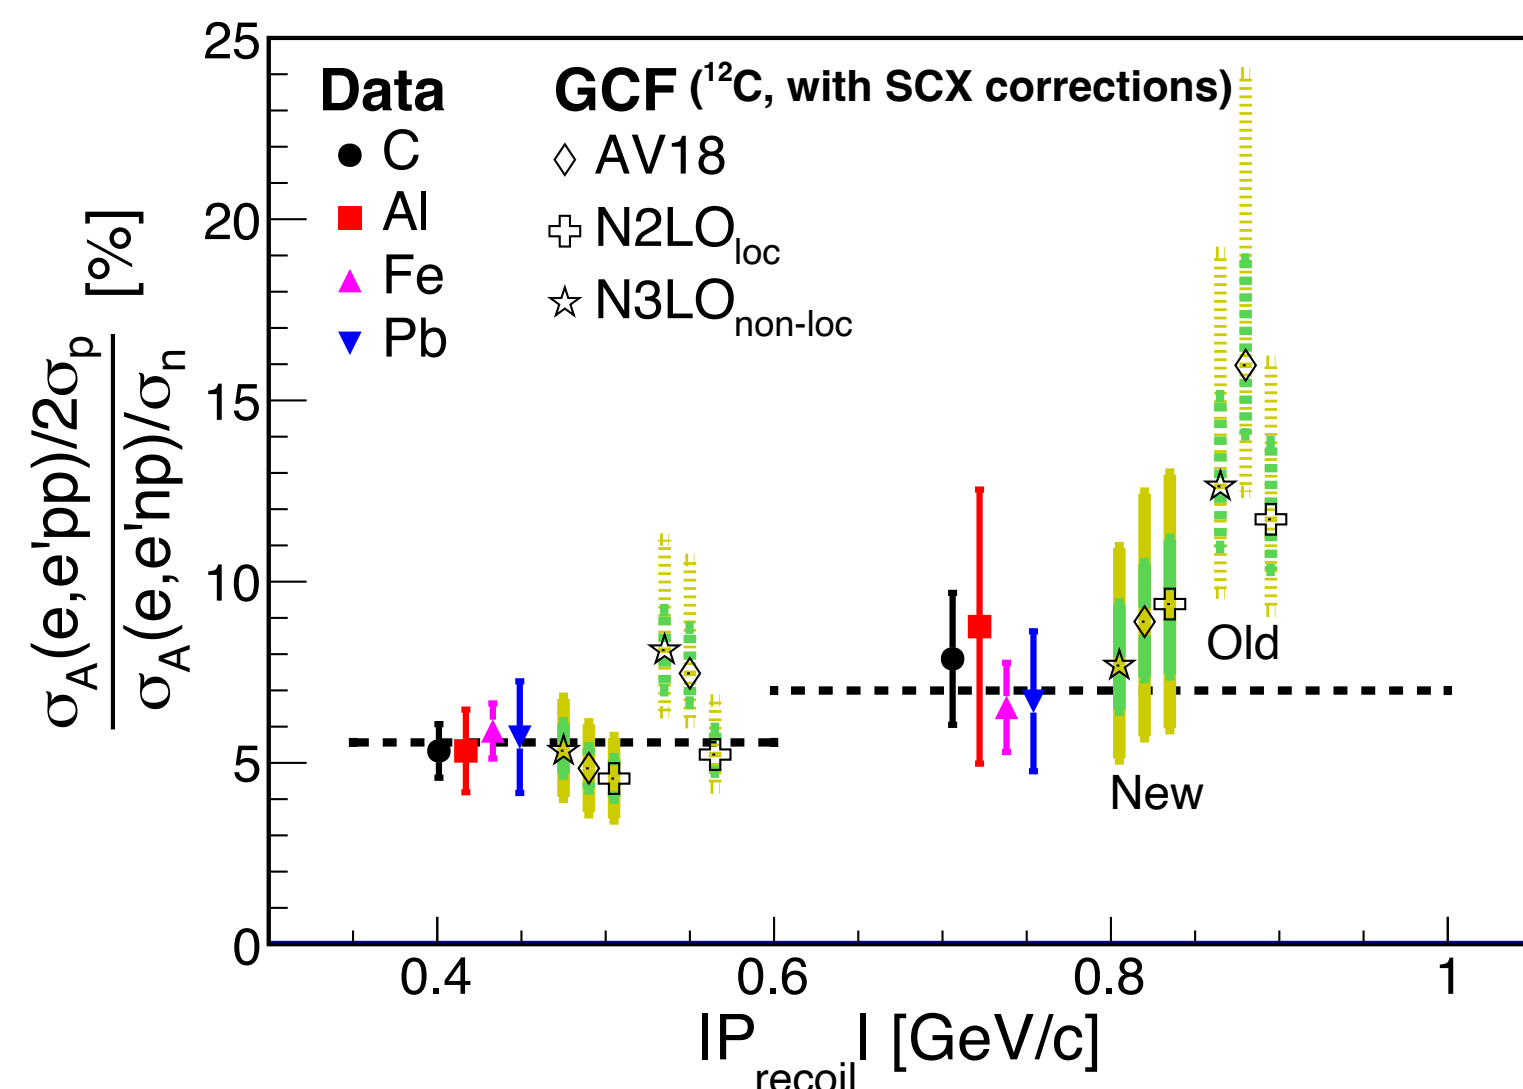 25
20
15
10
5
0
σA(e,e'pp)/2σp
σA(e,e'np)/σn
[%]
Data
C
Al
Fe
Pb
GCF (12C, with SCX corrections)
AV18
N2LOloc
N3LOnon-loc
Old
New
0.4
0.6
0.8
1
|Precoil| [GeV/c]